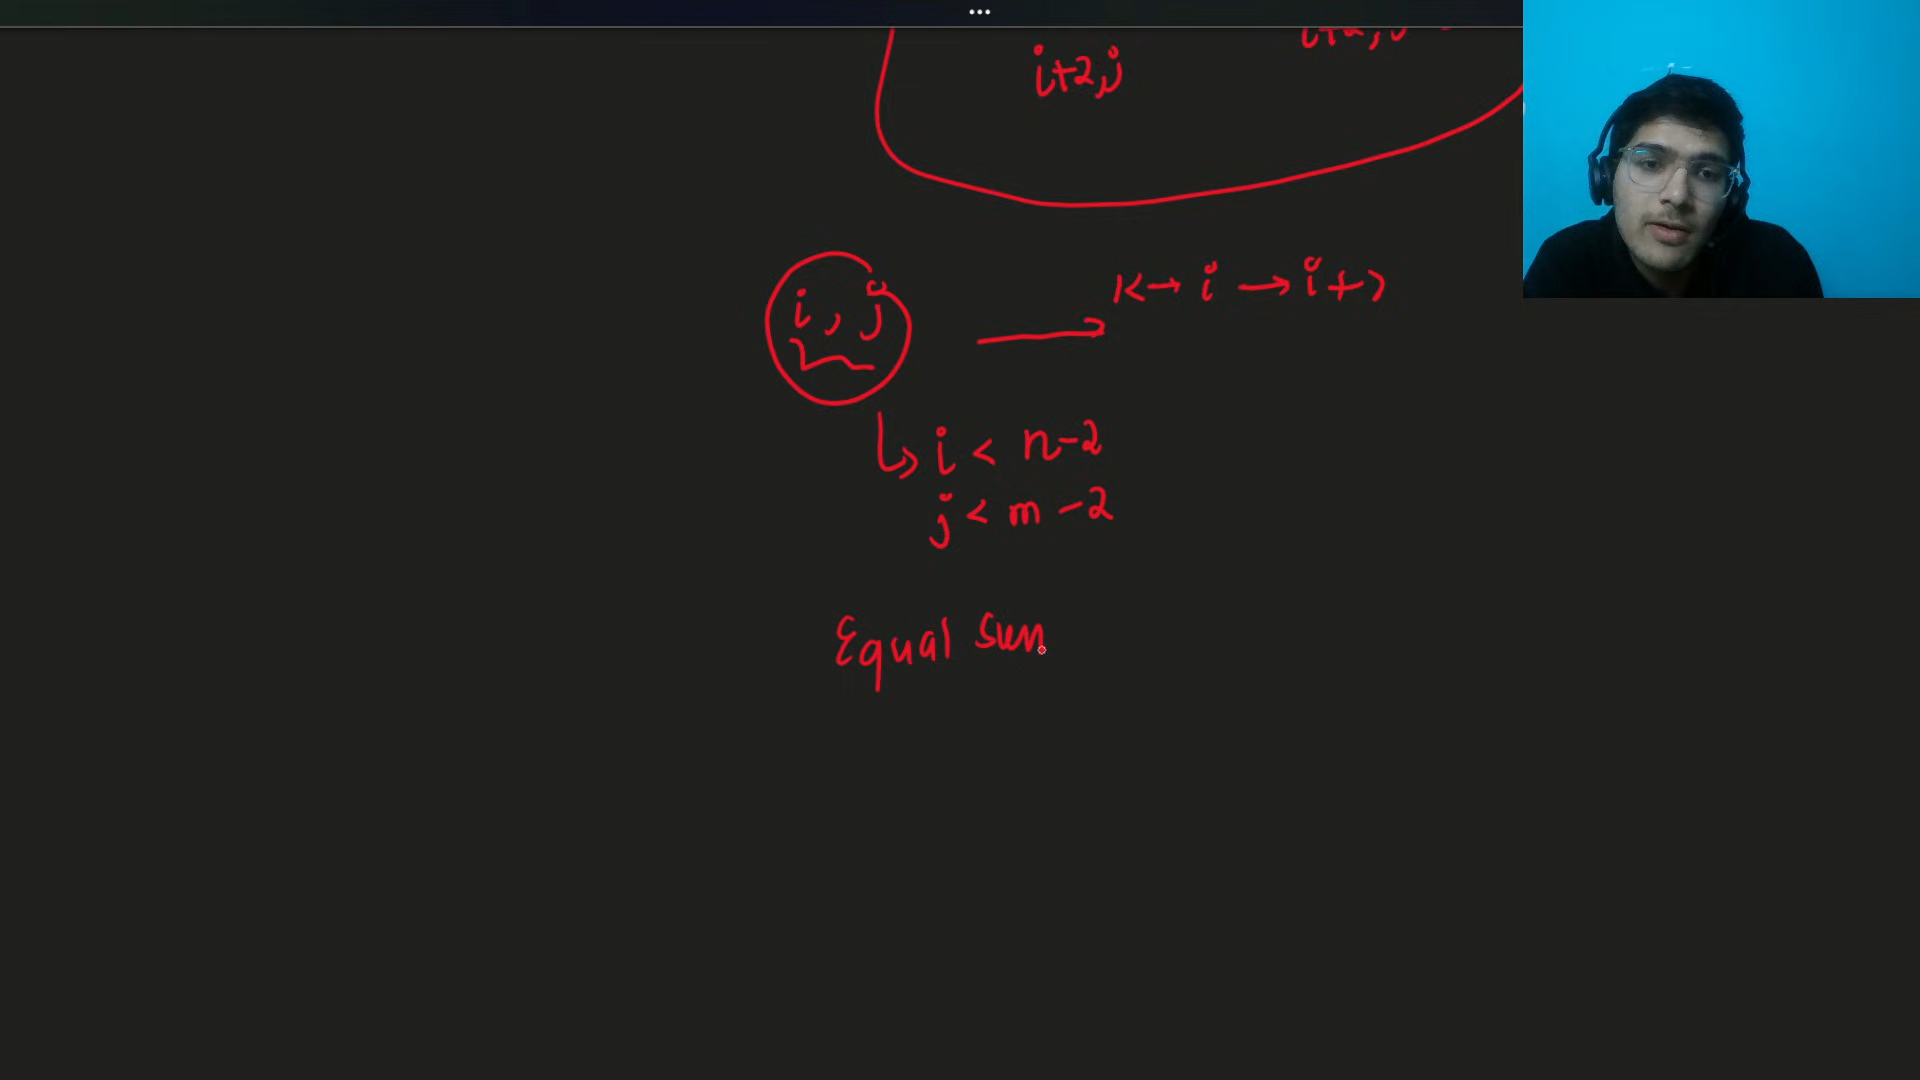 i+2,j
i, j
K→ i → i+2
i < n-2
j < m-2
Equal Sum